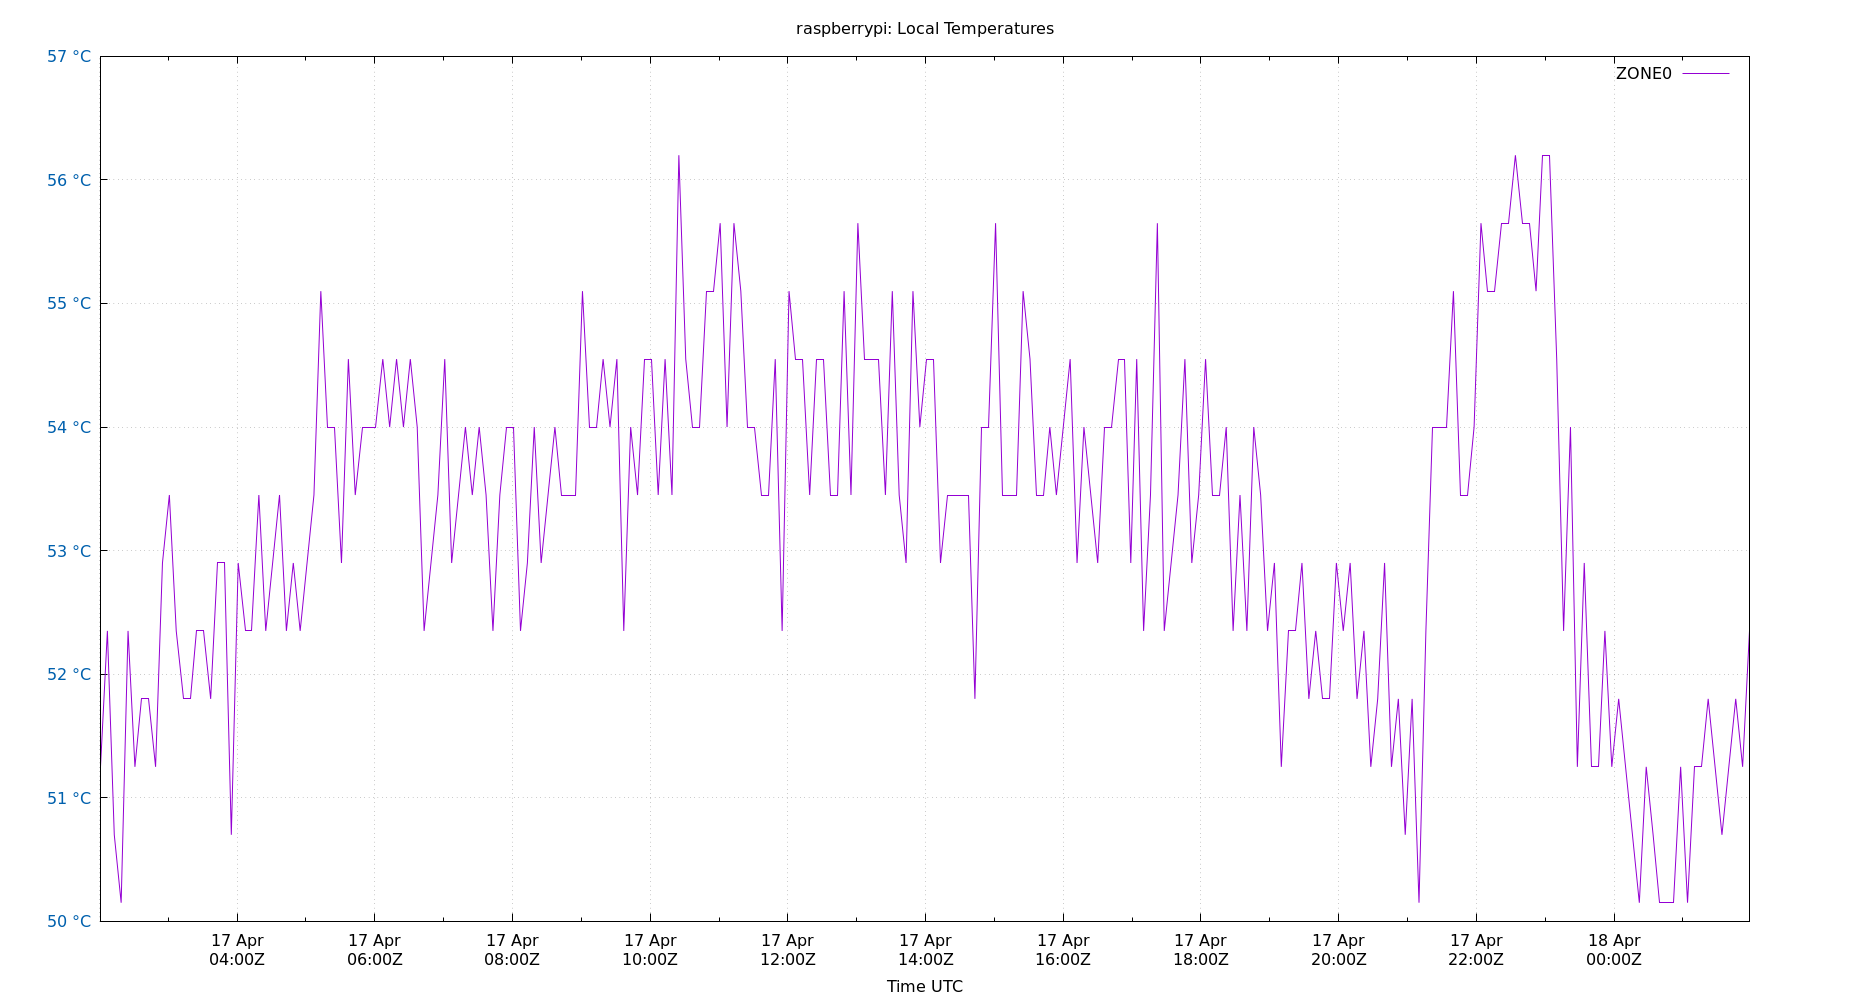 raspberrypi: Local Temperatures
57 °C
56 °C
55 °C
54 °C
53 °C
52 °C
51 °C
50 °C
ZONE0
17 Apr
04:00Z
17 Apr
06:00Z
17 Apr
08:00Z
17 Apr
10:00Z
17 Apr
12:00Z
17 Apr
14:00Z
17 Apr
16:00Z
17 Apr
18:00Z
17 Apr
20:00Z
17 Apr
22:00Z
18 Apr
00:00Z
Time UTC